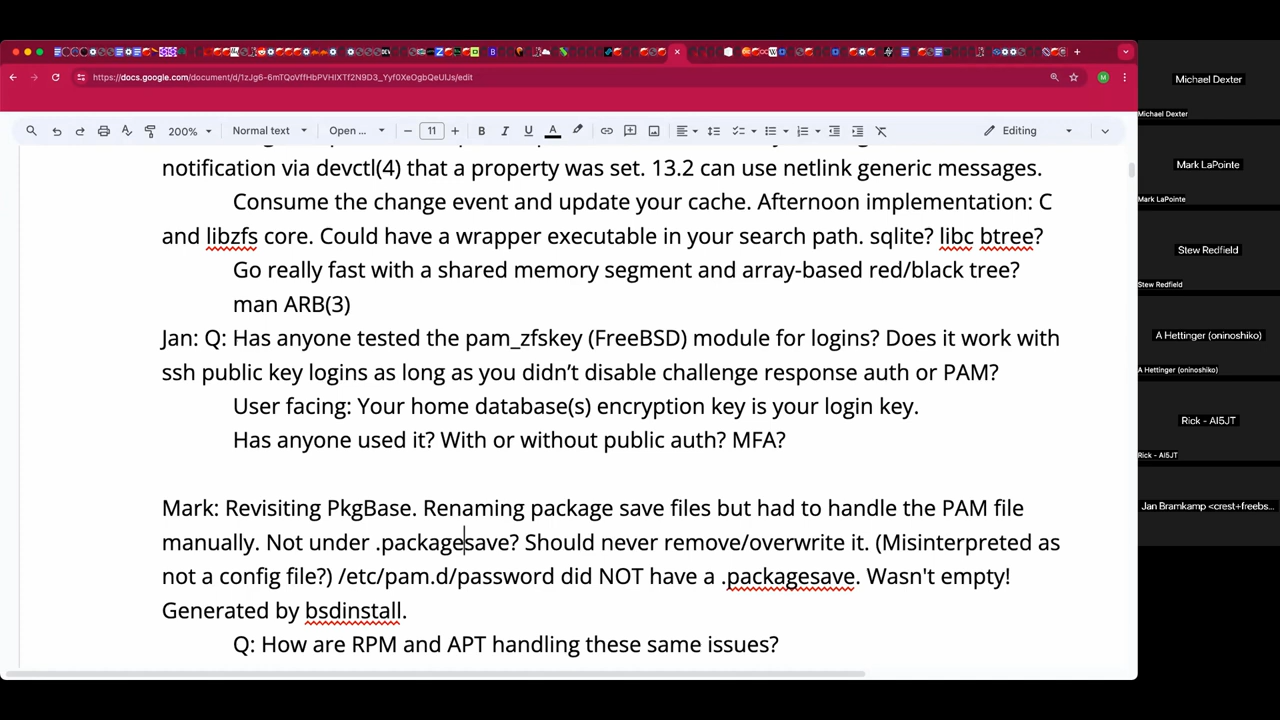 https://docs.google.com/document/d/1zJg6-6mTQoVffHbPVHIXTf2N9D3_Yyf0XeOgbQeUIJs/edit
M
200%
Normal text
Open ...
11
Editing
notification via devctl(4) that a property was set. 13.2 can use netlink generic messages.
Consume the change event and update your cache. Afternoon implementation: C
and libzfs core. Could have a wrapper executable in your search path. sqlite? libc btree?
Go really fast with a shared memory segment and array-based red/black tree?
man ARB(3)
Jan: Q: Has anyone tested the pam_zfskey (FreeBSD) module for logins? Does it work with
ssh public key logins as long as you didn’t disable challenge response auth or PAM?
User facing: Your home database(s) encryption key is your login key.
Has anyone used it? With or without public auth? MFA?
Mark: Revisiting PkgBase. Renaming package save files but had to handle the PAM file
manually. Not under .packagesave? Should never remove/overwrite it. (Misinterpreted as
not a config file?) /etc/pam.d/password did NOT have a .packagesave. Wasn't empty!
Generated by bsdinstall.
Q: How are RPM and APT handling these same issues?
Michael Dexter
Michael Dexter
Mark LaPointe
Mark LaPointe
Stew Redfield
Stew Redfield
A Hettinger (oninoshiko)
A Hettinger (oninoshiko)
Rick - AI5JT
Rick - AI5JT
Jan Bramkamp <crest+freebs...